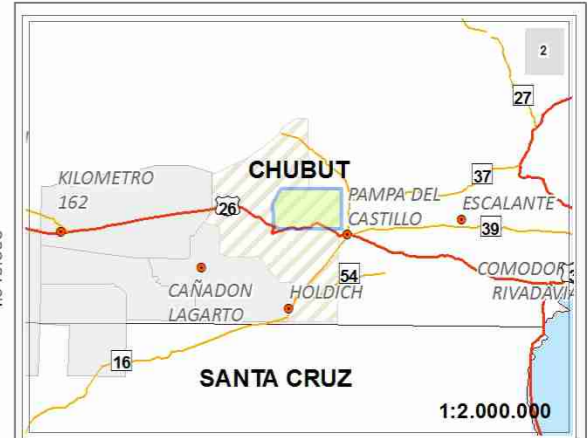 2
27
CHUBUT
37
KILOMETRO
162
PAMPA DEL
CASTILLO
ESCALANTE
26
39
CAÑADON
LAGARTO
HOLDICH
54
COMODOR
RIVADAVIA
16
SANTA CRUZ
1:2.000.000